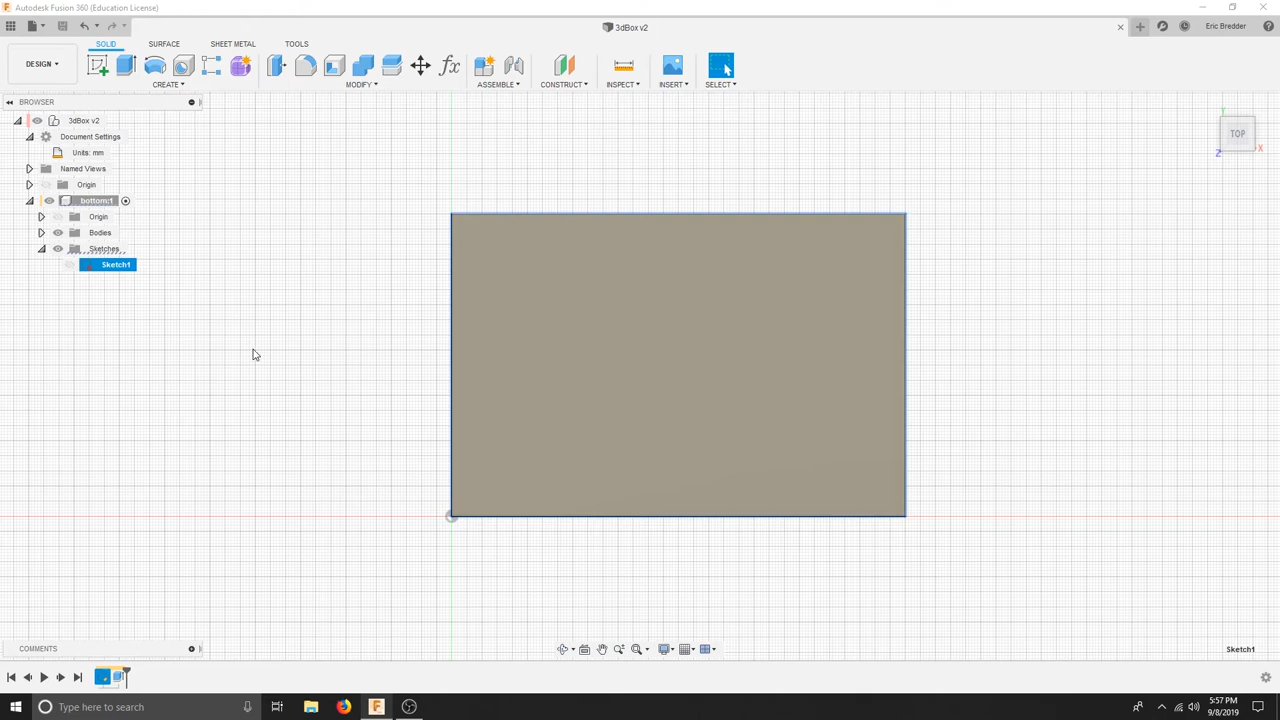 Autodesk Fusion 360 (Education License)
3dBox v2
Eric Bredder
DESIGN
SOLID
SURFACE
SHEET METAL
TOOLS
fx
CREATE
MODIFY
ASSEMBLE
CONSTRUCT
INSPECT
INSERT
SELECT
BROWSER
3dBox v2
Document Settings
Units: mm
Named Views
Origin
bottom:1
Origin
Bodies
Sketches
Sketch1
TOP
Y
X
Z
COMMENTS
Sketch1
Type here to search
5:57 PM
9/8/2019